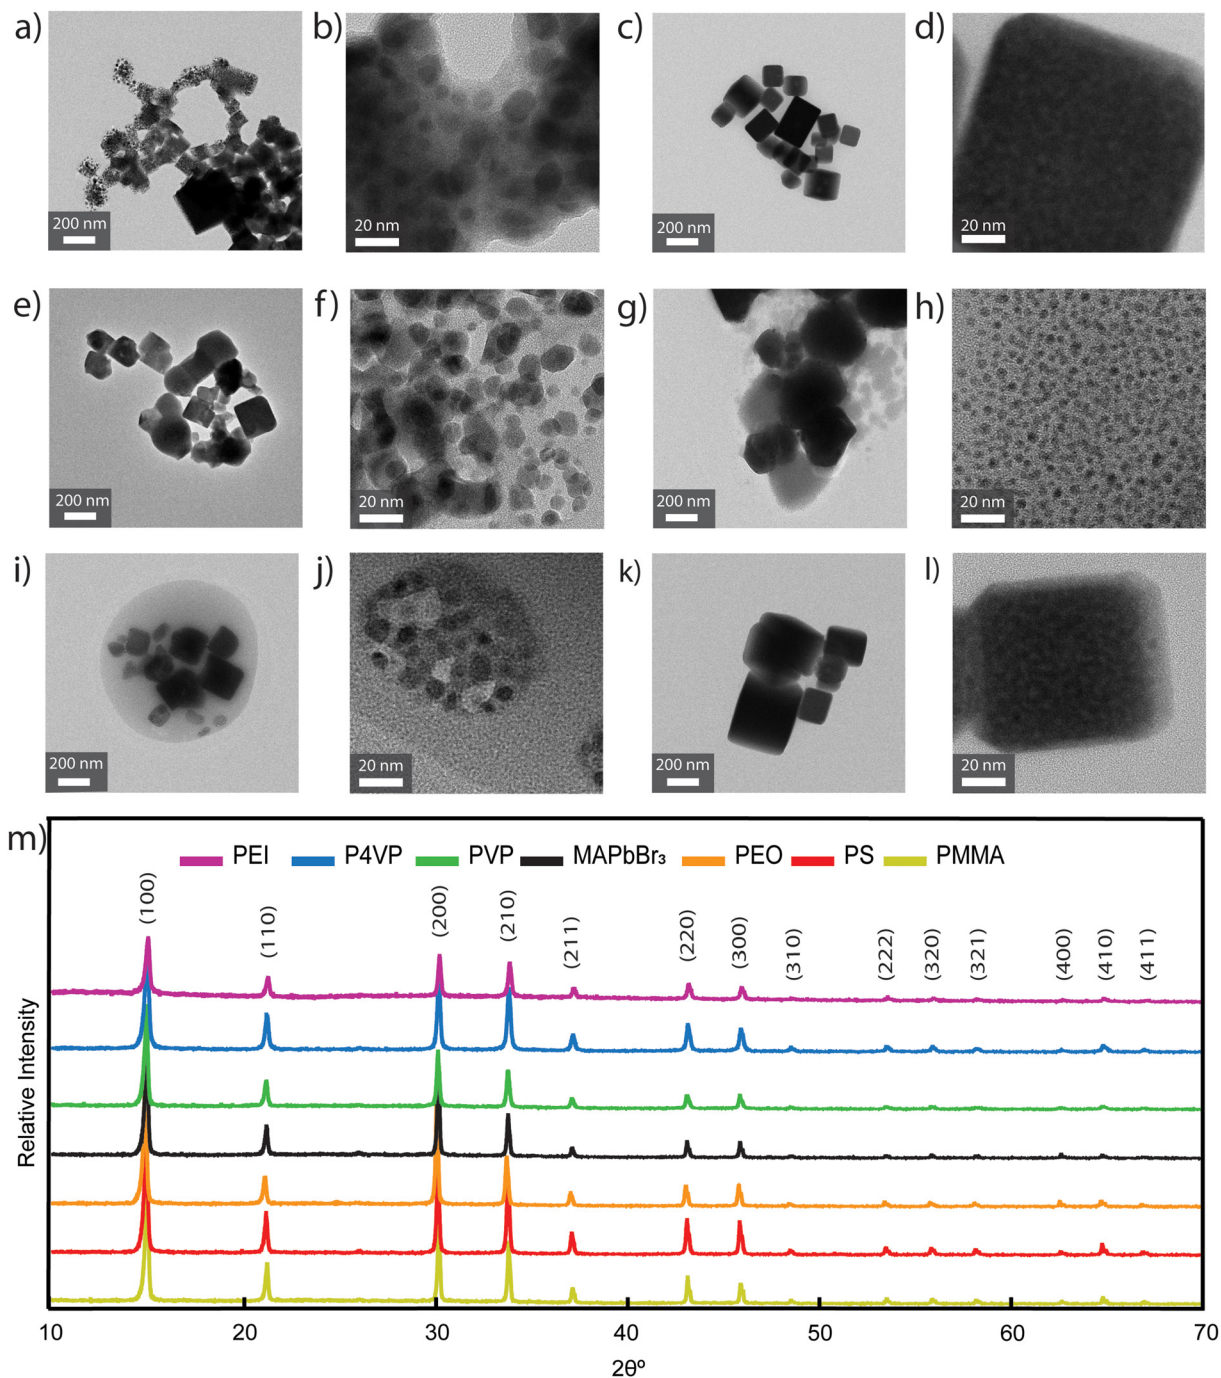 a) b) c) d)
200 nm 20 nm 200 nm 20 nm
e) f) g) h)
200 nm 20 nm 200 nm 20 nm
i) j) k) l)
200 nm 20 nm 200 nm 20 nm
m)
PEI P4VP PVP MAPbBr₃ PEO PS PMMA
(100) (110) (200) (210) (211) (220) (300) (310) (222) (320) (321) (400) (410) (411)
Relative Intensity
10 20 30 40 50 60 70
2θº